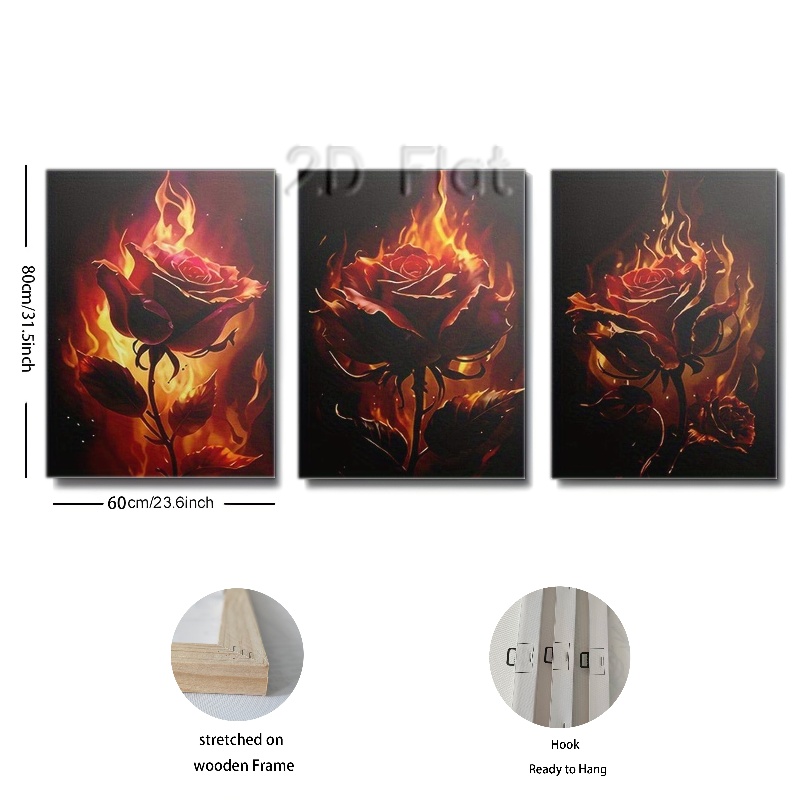 2D Flat
80cm/31.5inch
60cm/23.6inch
stretched on
wooden Frame
Hook
Ready to Hang